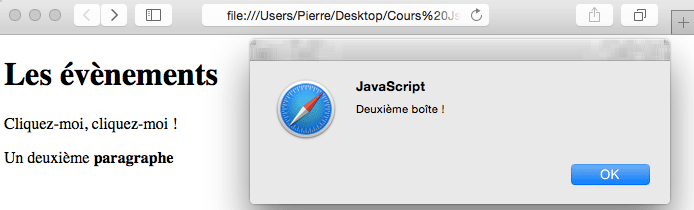 file:///Users/Pierre/Desktop/Cours%20Js
Les évènements
Cliquez-moi, cliquez-moi !
Un deuxième paragraphe
JavaScript
Deuxième boîte !
OK